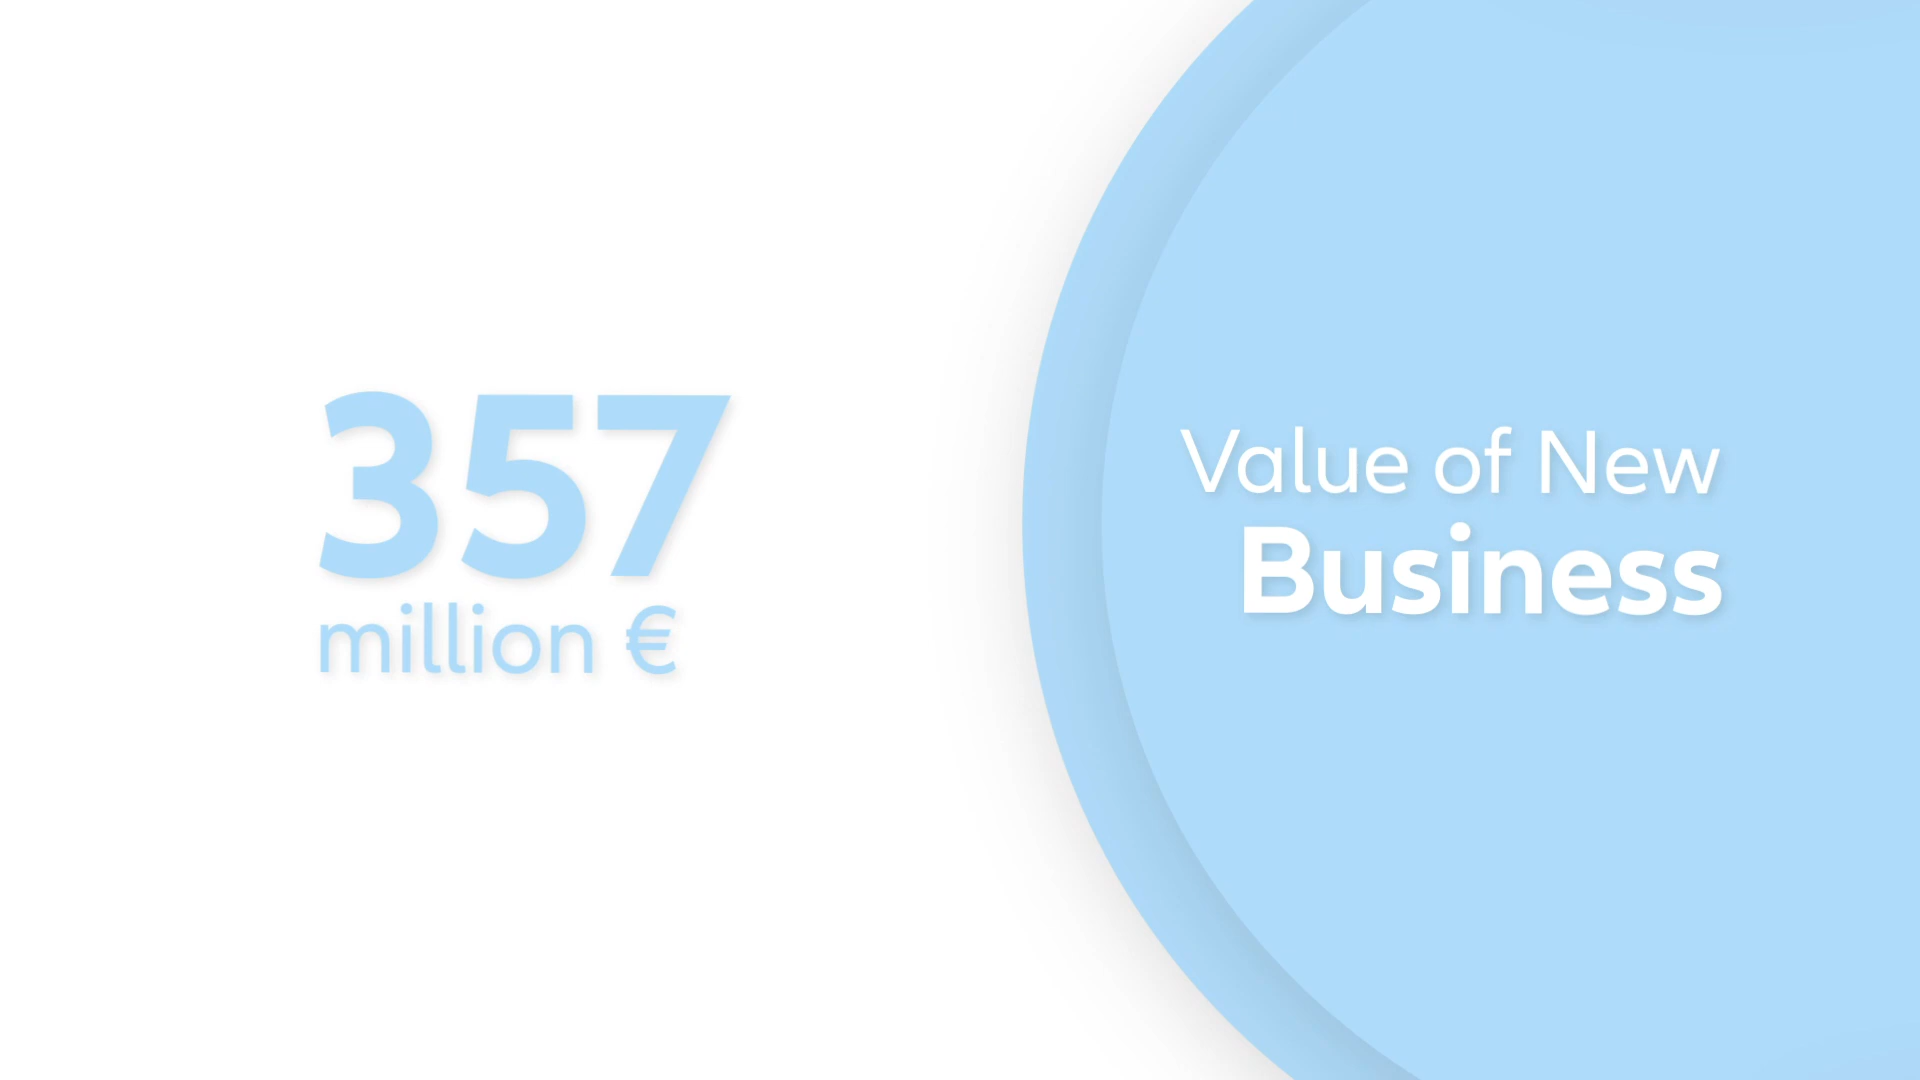 357
million €
Value of New
Business